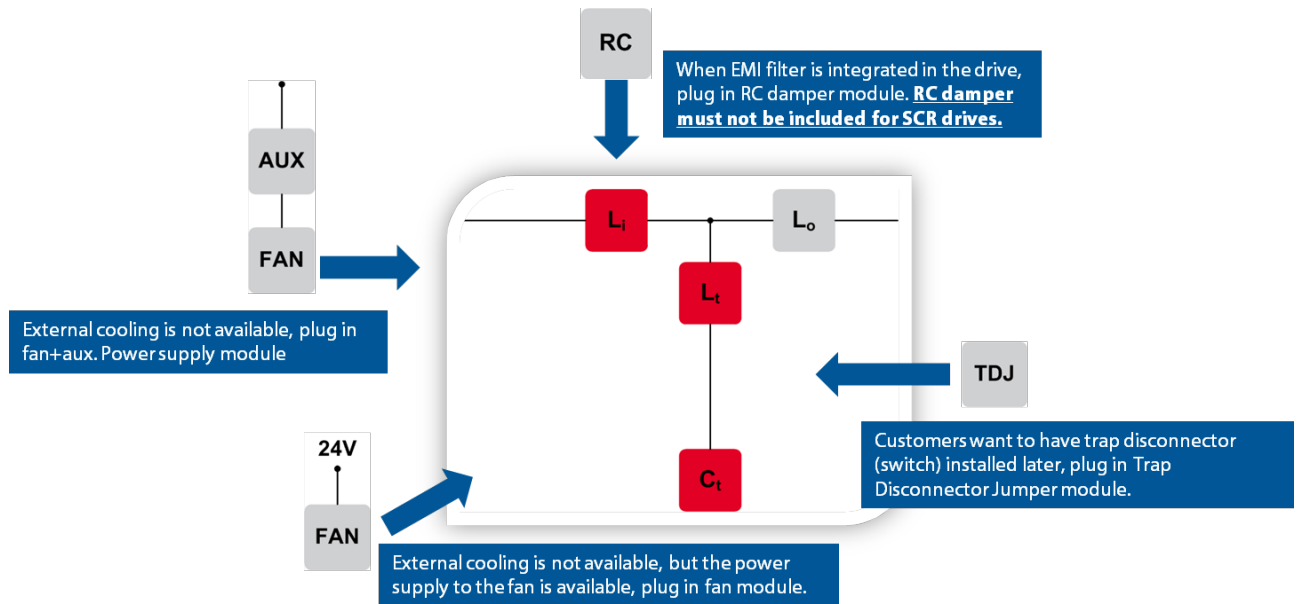 RC
When EMI filter is integrated in the drive,
plug in RC damper module. RC damper
must not be included for SCR drives.
AUX
FAN
External cooling is not available, plug in
fan+aux. Power supply module
Li
Lo
Lt
Ct
TDJ
Customers want to have trap disconnector
(switch) installed later, plug in Trap
Disconnector Jumper module.
24V
FAN
External cooling is not available, but the power
supply to the fan is available, plug in fan module.